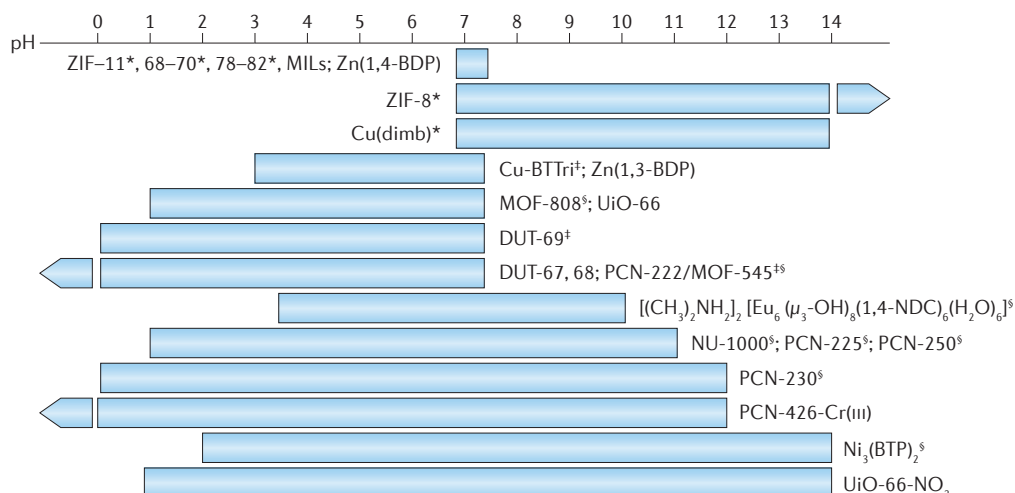 0 1 2 3 4 5 6 7 8 9 10 11 12 13 14
pH
ZIF–11*, 68–70*, 78–82*, MILs; Zn(1,4-BDP)
ZIF-8*
Cu(dimb)*
Cu-BTTri‡; Zn(1,3-BDP)
MOF-808§; UiO-66
DUT-69‡
DUT-67, 68; PCN-222/MOF-545‡§
[(CH₃)₂NH₂]₂ [Eu₆ (μ₃-OH)₈(1,4-NDC)₆(H₂O)₆]§
NU-1000§; PCN-225§; PCN-250§
PCN-230§
PCN-426-Cr(III)
Ni₃(BTP)₂§
UiO-66-NO₂